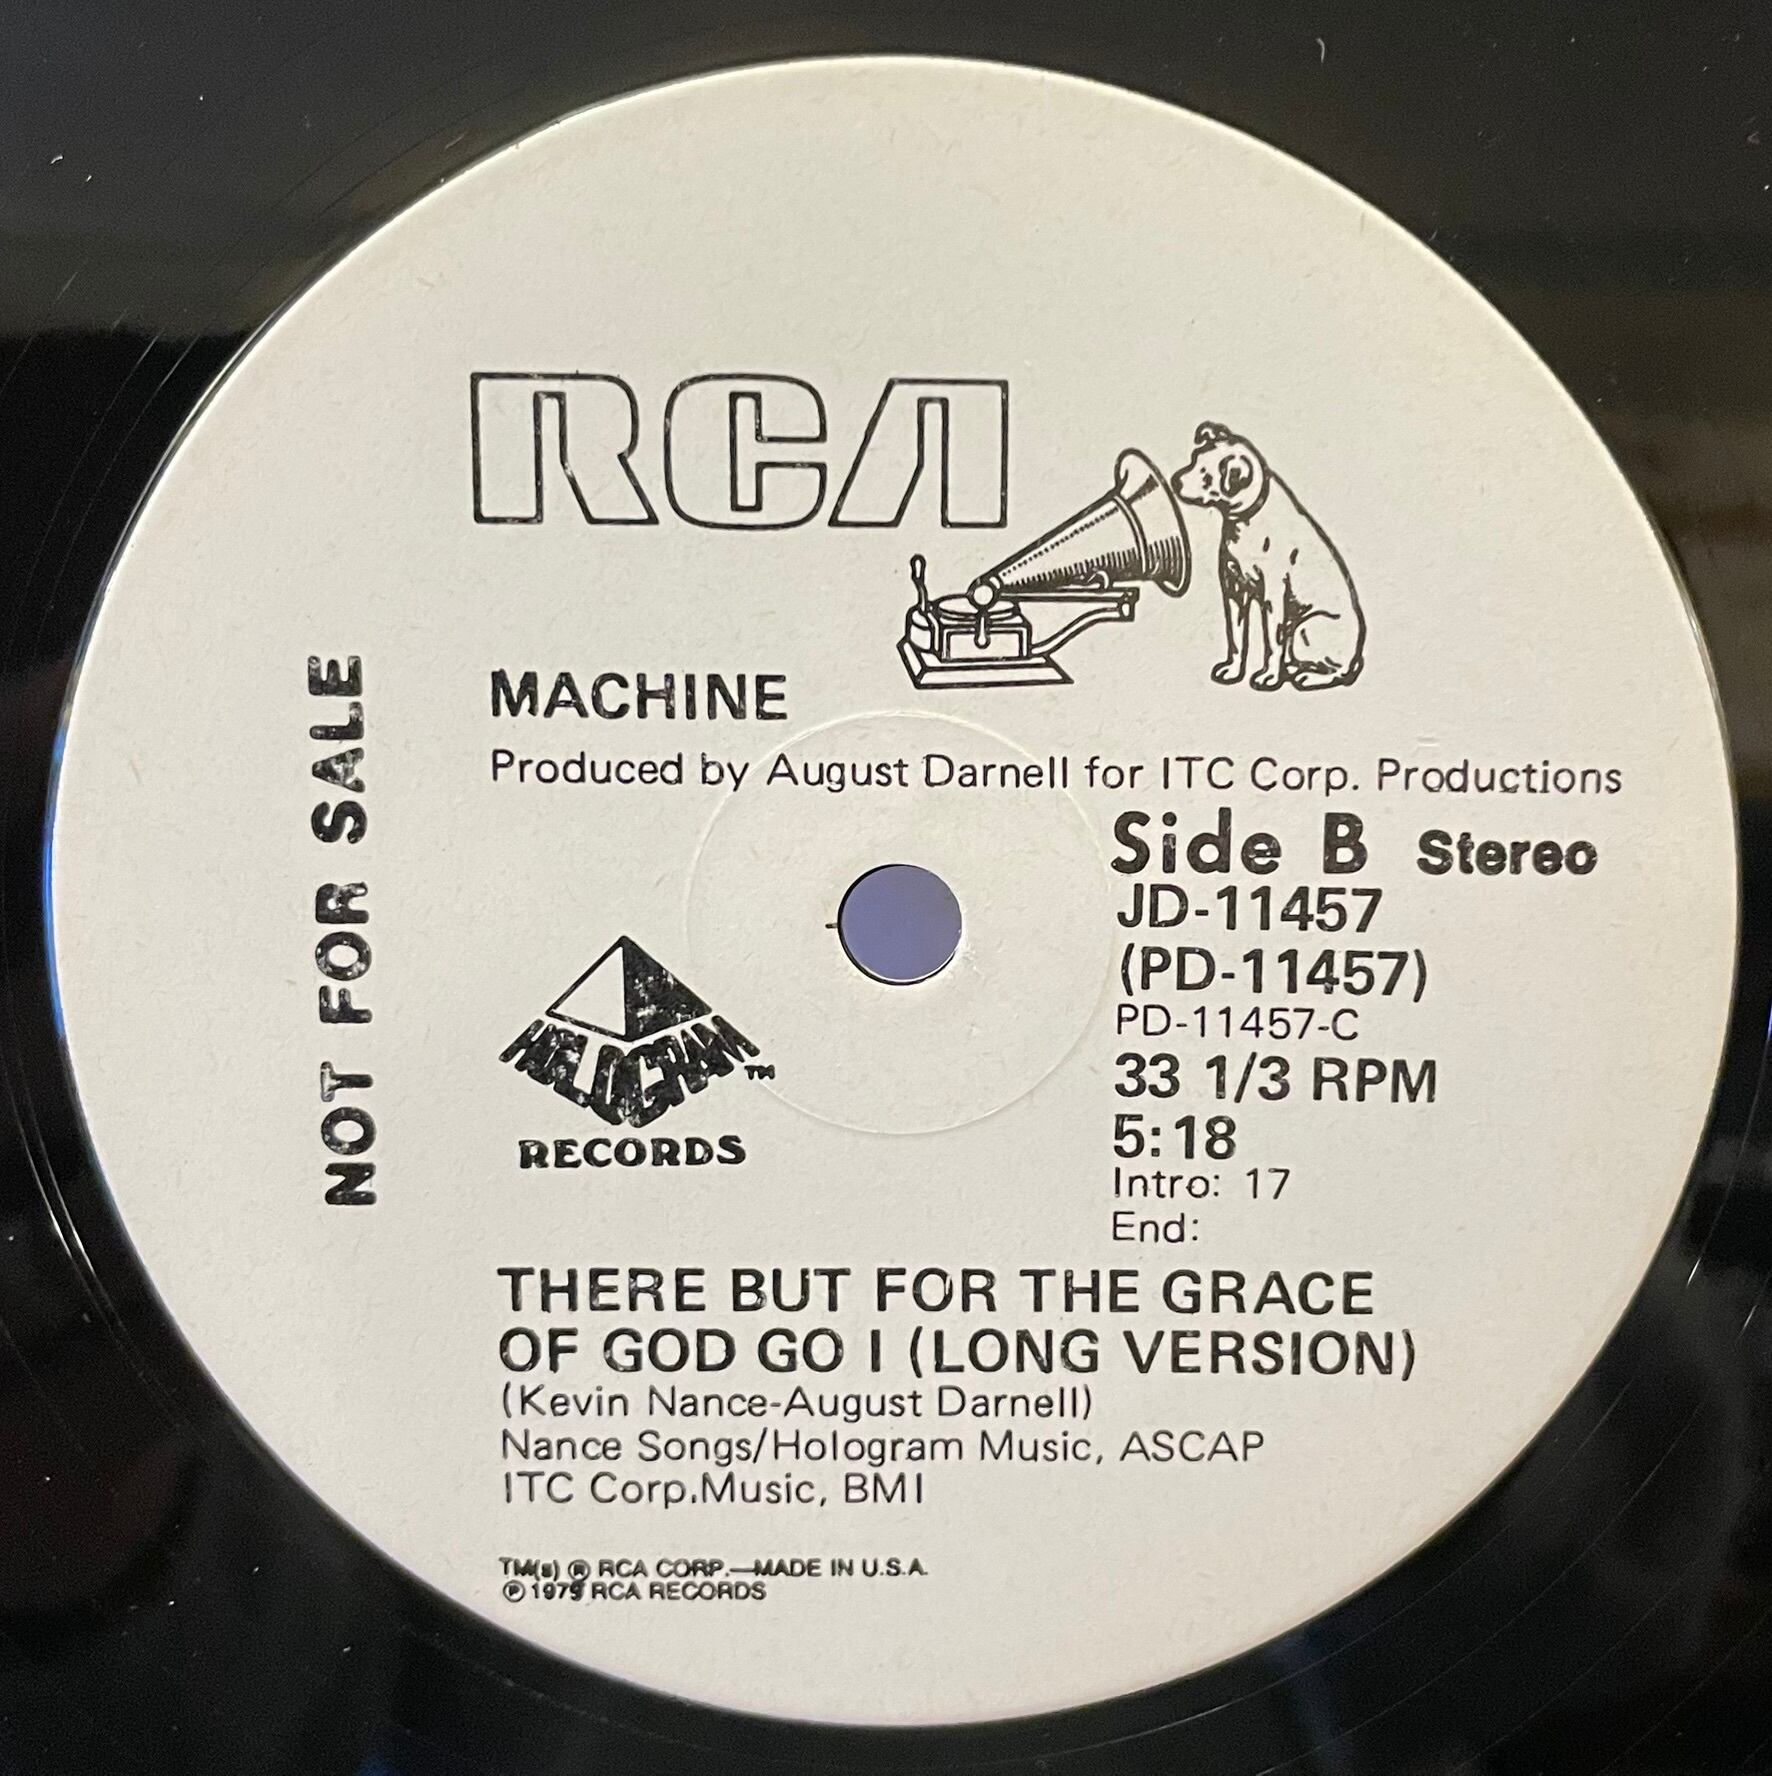 RCA
NOT FOR SALE
MACHINE
Produced by August Darnell for ITC Corp. Productions
Side B Stereo
JD-11457
(PD-11457)
PD-11457-C
33 1/3 RPM
5:18
Intro: 17
End:
HOLOGRAM TM
RECORDS
THERE BUT FOR THE GRACE
OF GOD GO I (LONG VERSION)
(Kevin Nance-August Darnell)
Nance Songs/Hologram Music, ASCAP
ITC Corp.Music, BMI
TM(s) ® RCA CORP.—MADE IN U.S.A.
℗ 1979 RCA RECORDS